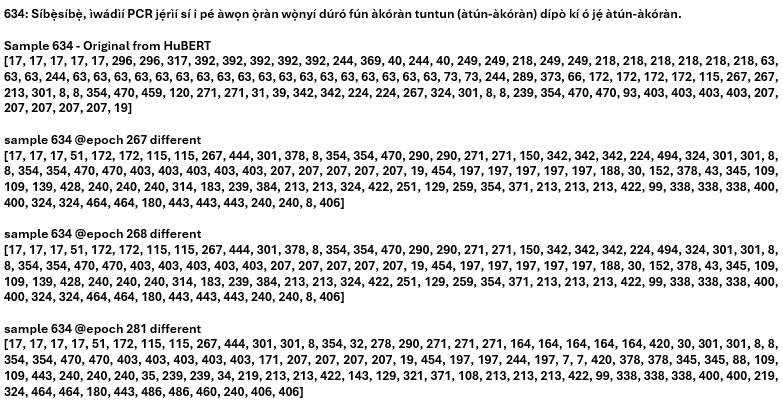 634: Síbẹ̀síbẹ̀, ìwádìí PCR jẹ́rìí sí i pé àwọn ọ̀ràn wọ̀nyí dúró fún àkóràn tuntun (àtún-àkóràn) dípò kí ó jẹ́ àtún-àkóràn.
Sample 634 - Original from HuBERT
[17, 17, 17, 17, 17, 296, 296, 317, 392, 392, 392, 392, 392, 244, 369, 40, 244, 40, 249, 249, 218, 249, 249, 218, 218, 218, 218, 218, 218, 63,
63, 63, 244, 63, 63, 63, 63, 63, 63, 63, 63, 63, 63, 63, 63, 63, 63, 63, 63, 63, 63, 73, 73, 244, 289, 373, 66, 172, 172, 172, 172, 115, 267, 267,
213, 301, 8, 8, 354, 470, 459, 120, 271, 271, 31, 39, 342, 342, 224, 224, 267, 324, 301, 8, 8, 239, 354, 470, 470, 93, 403, 403, 403, 403, 207,
207, 207, 207, 207, 19]
sample 634 @epoch 267 different
[17, 17, 17, 51, 172, 172, 115, 115, 267, 444, 301, 378, 8, 354, 354, 470, 290, 290, 271, 271, 150, 342, 342, 342, 224, 494, 324, 301, 301, 8,
8, 354, 354, 470, 470, 403, 403, 403, 403, 403, 207, 207, 207, 207, 207, 19, 454, 197, 197, 197, 197, 197, 188, 30, 152, 378, 43, 345, 109,
109, 139, 428, 240, 240, 240, 314, 183, 239, 384, 213, 213, 324, 422, 251, 129, 259, 354, 371, 213, 213, 213, 422, 99, 338, 338, 338, 400,
400, 324, 324, 464, 464, 180, 443, 443, 443, 240, 240, 8, 406]
sample 634 @epoch 268 different
[17, 17, 17, 51, 172, 172, 115, 115, 267, 444, 301, 378, 8, 354, 354, 470, 290, 290, 271, 271, 150, 342, 342, 342, 224, 494, 324, 301, 301, 8,
8, 354, 354, 470, 470, 403, 403, 403, 403, 403, 207, 207, 207, 207, 207, 19, 454, 197, 197, 197, 197, 197, 188, 30, 152, 378, 43, 345, 109,
109, 139, 428, 240, 240, 240, 314, 183, 239, 384, 213, 213, 324, 422, 251, 129, 259, 354, 371, 213, 213, 213, 422, 99, 338, 338, 338, 400,
400, 324, 324, 464, 464, 180, 443, 443, 443, 240, 240, 8, 406]
sample 634 @epoch 281 different
[17, 17, 17, 17, 51, 172, 115, 115, 267, 444, 301, 301, 8, 354, 32, 278, 290, 271, 271, 271, 164, 164, 164, 164, 164, 420, 30, 301, 301, 8, 8,
354, 354, 470, 470, 403, 403, 403, 403, 403, 171, 207, 207, 207, 207, 19, 454, 197, 197, 244, 197, 7, 7, 420, 378, 378, 345, 345, 88, 109,
109, 443, 240, 240, 240, 35, 239, 239, 34, 219, 213, 213, 422, 143, 129, 321, 371, 108, 213, 213, 213, 422, 99, 338, 338, 338, 400, 400, 219,
324, 464, 464, 180, 443, 486, 486, 460, 240, 406, 406]